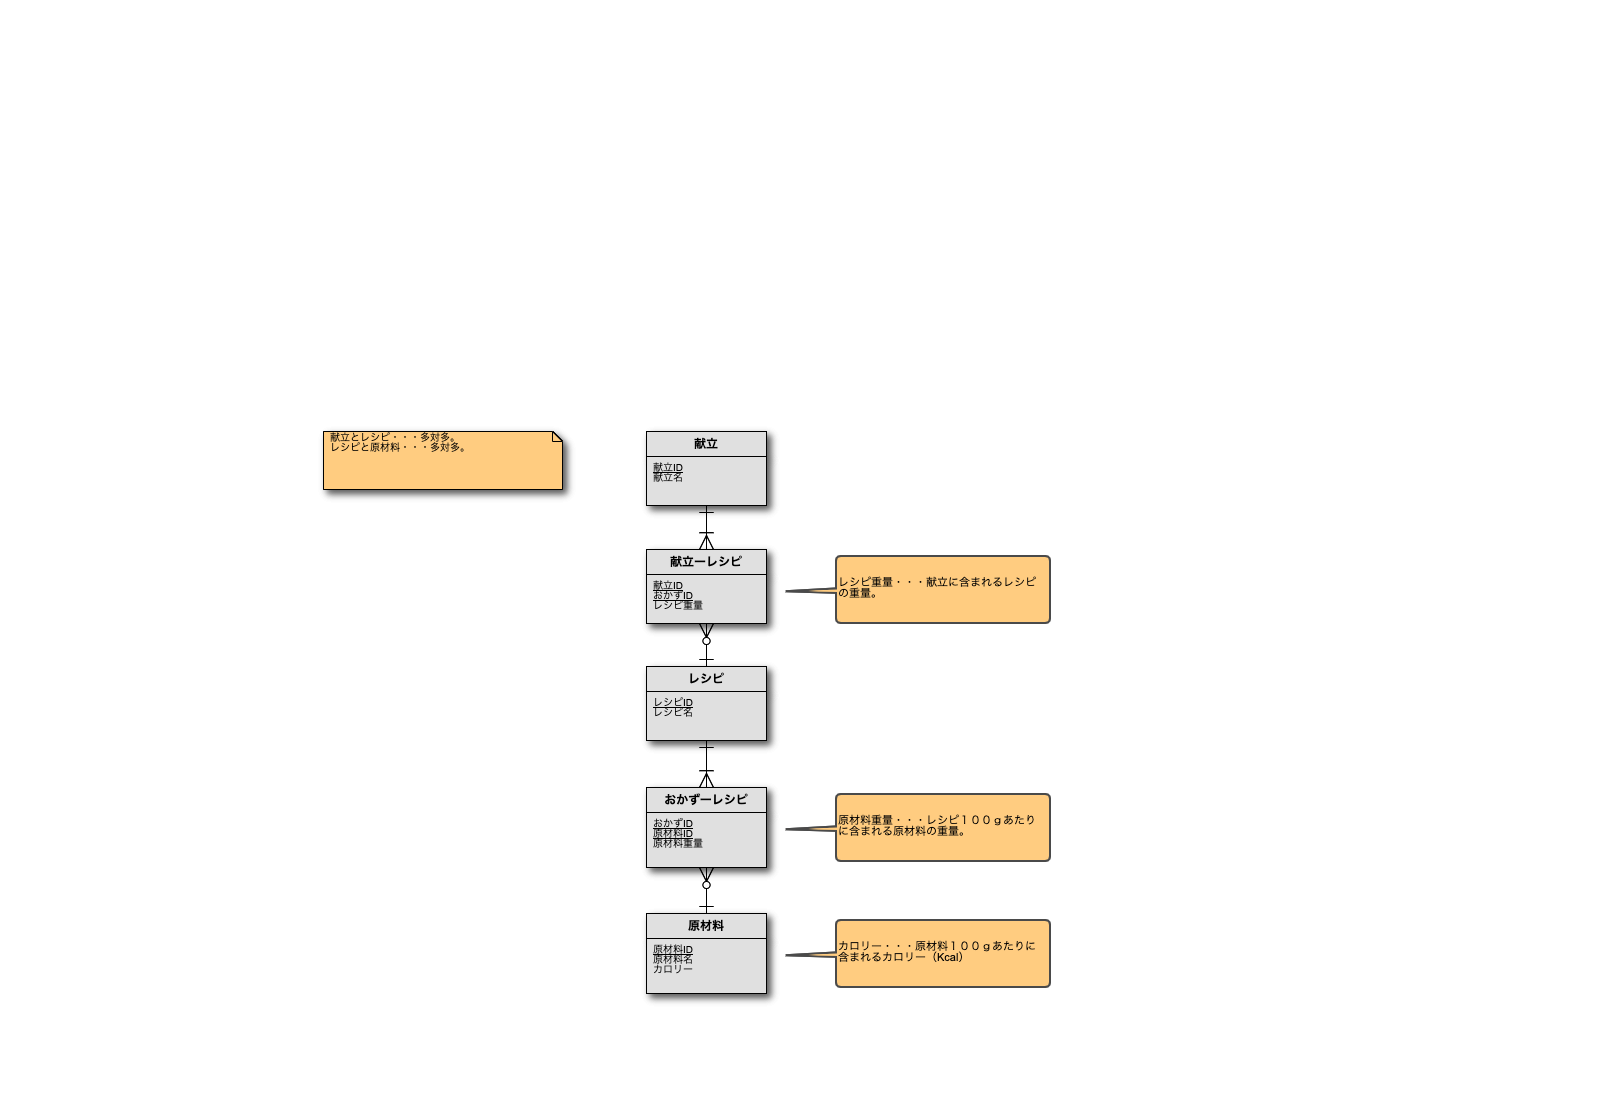 献立とレシピ・・・多対多。
レシピと原材料・・・多対多。
献立
献立ID
献立名
献立ーレシピ
献立ID
おかずID
レシピ重量
レシピ重量・・・献立に含まれるレシピ
の重量。
レシピ
レシピID
レシピ名
おかずーレシピ
おかずID
原材料ID
原材料重量
原材料重量・・・レシピ１００ｇあたり
に含まれる原材料の重量。
原材料
原材料ID
原材料名
カロリー
カロリー・・・原材料１００ｇあたりに
含まれるカロリー（Kcal）